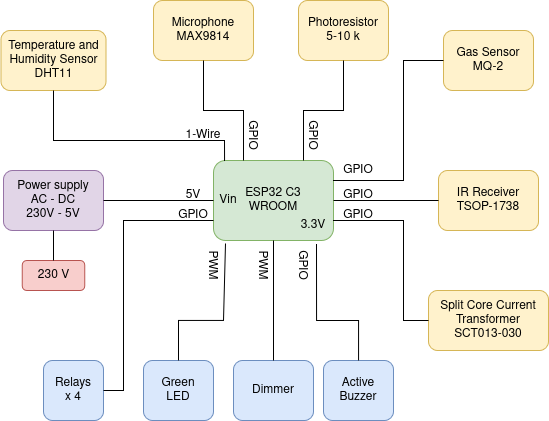 Microphone
MAX9814
Photoresistor
5-10 k
Temperature and
Humidity Sensor
DHT11
Gas Sensor
MQ-2
1-Wire
GPIO
GPIO
GPIO
Power supply
AC - DC
230V - 5V
5V
GPIO
Vin
ESP32 C3
WROOM
3.3V
GPIO
GPIO
IR Receiver
TSOP-1738
230 V
PWM
PWM
GPIO
Split Core Current
Transformer
SCT013-030
Relays
x 4
Green
LED
Dimmer
Active
Buzzer